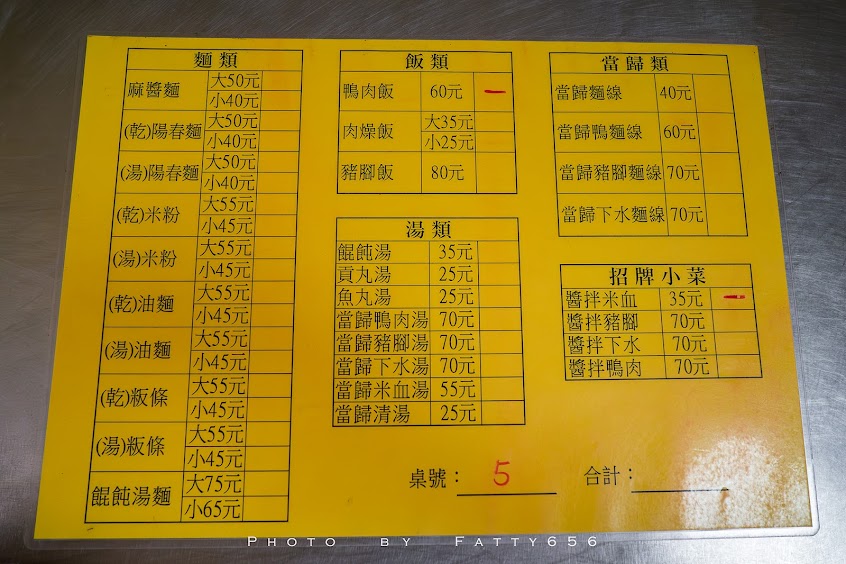 麵類
麻醬麵 大50元
小40元
(乾)陽春麵 大50元
小40元
(湯)陽春麵 大50元
小40元
(乾)米粉 大55元
小45元
(湯)米粉 大55元
小45元
(乾)油麵 大55元
小45元
(湯)油麵 大55元
小45元
(乾)粄條 大55元
小45元
(湯)粄條 大55元
小45元
餛飩湯麵 大75元
小65元
飯類
鴨肉飯 60元 一
肉燥飯 大35元
小25元
豬腳飯 80元
湯類
餛飩湯 35元
貢丸湯 25元
魚丸湯 25元
當歸鴨肉湯 70元
當歸豬腳湯 70元
當歸下水湯 70元
當歸米血湯 55元
當歸清湯 25元
當歸類
當歸麵線 40元
當歸鴨麵線 60元
當歸豬腳麵線 70元
當歸下水麵線 70元
招牌小菜
醬拌米血 35元 一
醬拌豬腳 70元
醬拌下水 70元
醬拌鴨肉 70元
桌號: 5 合計:
PHOTO BY FATTY656